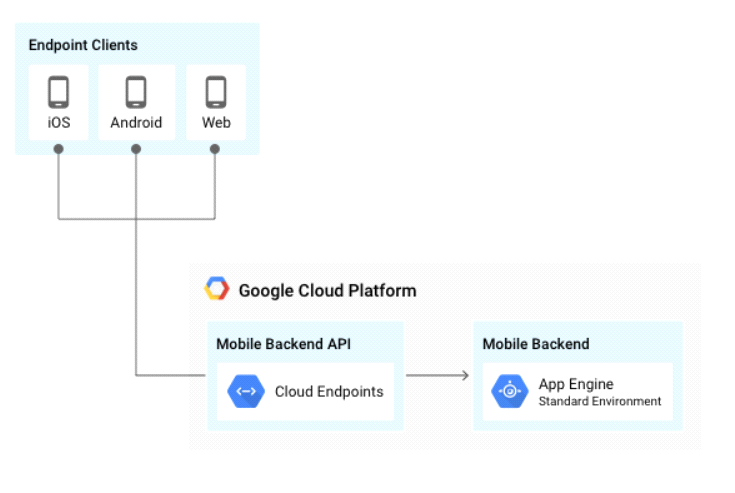 Endpoint Clients
iOS
Android
Web
Google Cloud Platform
Mobile Backend API
Cloud Endpoints
Mobile Backend
App Engine
Standard Environment